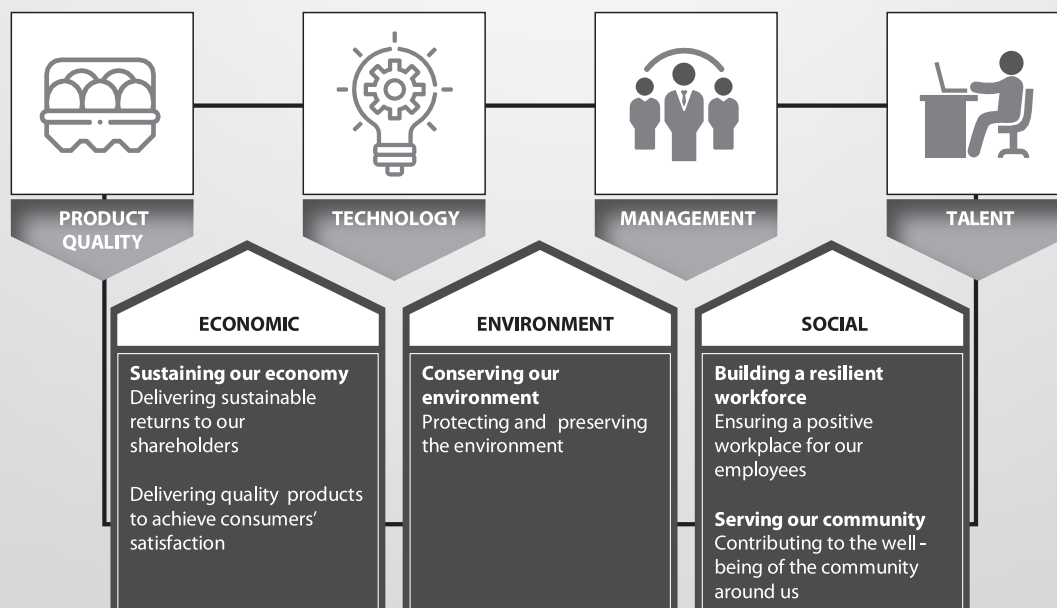 PRODUCT
QUALITY
TECHNOLOGY
MANAGEMENT
TALENT
ECONOMIC
Sustaining our economy
Delivering sustainable
returns to our
shareholders
Delivering quality products
to achieve consumers’
satisfaction
ENVIRONMENT
Conserving our
environment
Protecting and preserving
the environment
SOCIAL
Building a resilient
workforce
Ensuring a positive
workplace for our
employees
Serving our community
Contributing to the well -
being of the community
around us